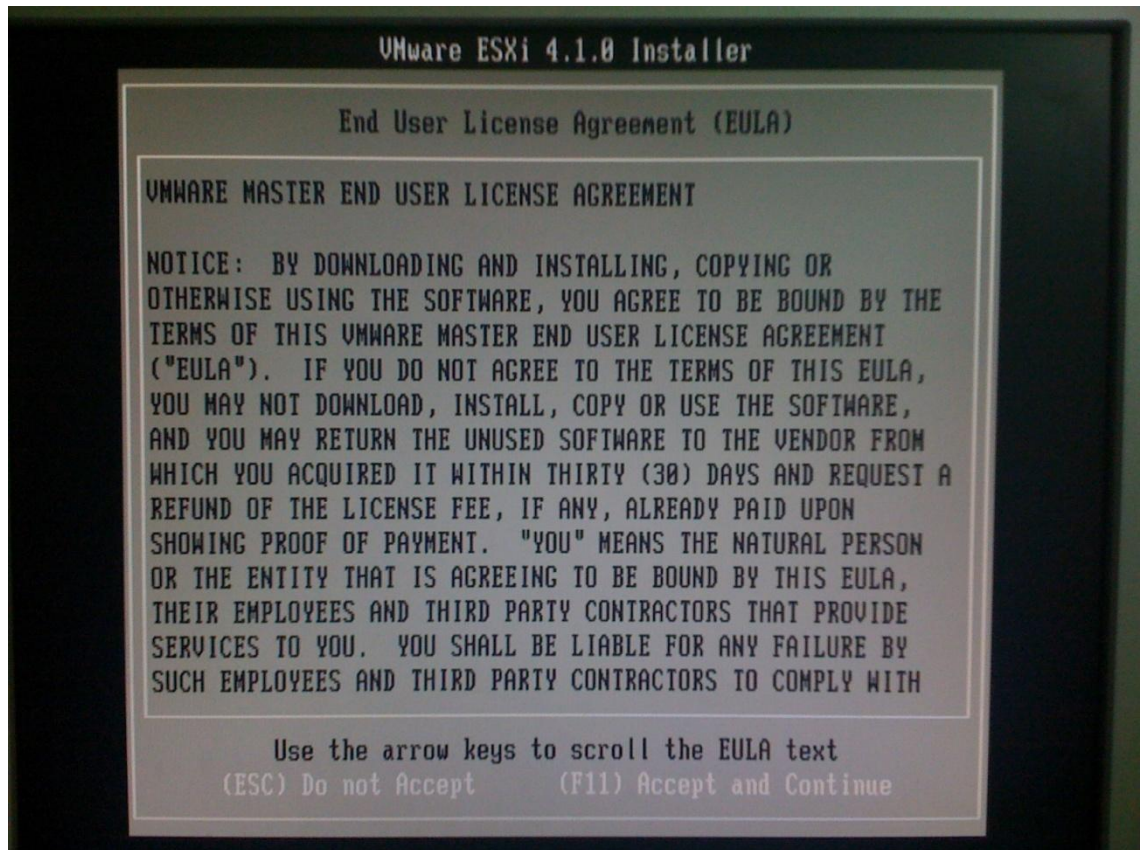 VMware ESXi 4.1.0 Installer
End User License Agreement (EULA)
VMWARE MASTER END USER LICENSE AGREEMENT
NOTICE:  BY DOWNLOADING AND INSTALLING, COPYING OR
OTHERWISE USING THE SOFTWARE, YOU AGREE TO BE BOUND BY THE
TERMS OF THIS VMWARE MASTER END USER LICENSE AGREEMENT
("EULA").  IF YOU DO NOT AGREE TO THE TERMS OF THIS EULA,
YOU MAY NOT DOWNLOAD, INSTALL, COPY OR USE THE SOFTWARE,
AND YOU MAY RETURN THE UNUSED SOFTWARE TO THE VENDOR FROM
WHICH YOU ACQUIRED IT WITHIN THIRTY (30) DAYS AND REQUEST A
REFUND OF THE LICENSE FEE, IF ANY, ALREADY PAID UPON
SHOWING PROOF OF PAYMENT.  "YOU" MEANS THE NATURAL PERSON
OR THE ENTITY THAT IS AGREEING TO BE BOUND BY THIS EULA,
THEIR EMPLOYEES AND THIRD PARTY CONTRACTORS THAT PROVIDE
SERVICES TO YOU.  YOU SHALL BE LIABLE FOR ANY FAILURE BY
SUCH EMPLOYEES AND THIRD PARTY CONTRACTORS TO COMPLY WITH
Use the arrow keys to scroll the EULA text
(ESC) Do not Accept (F11) Accept and Continue